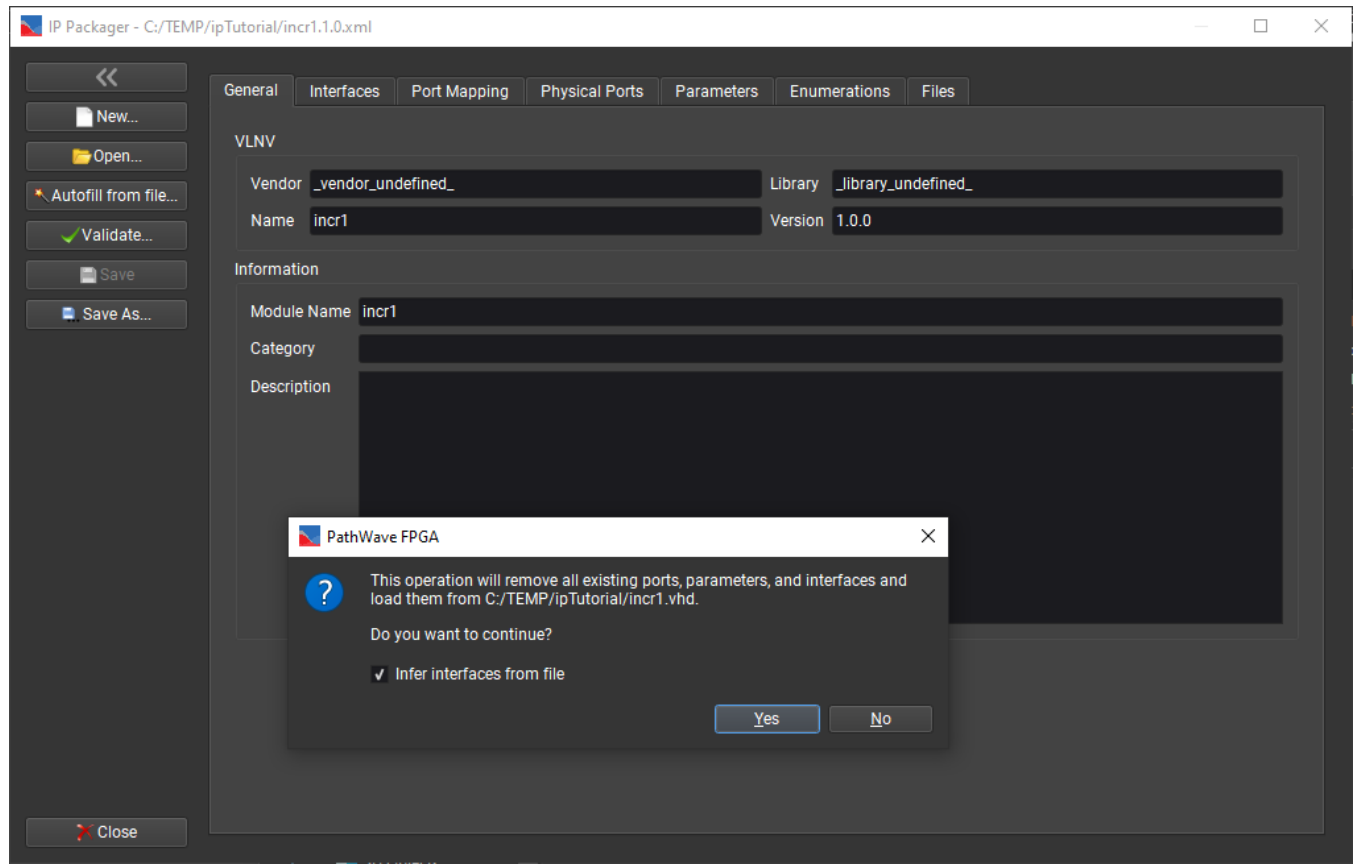 IP Packager - C:/TEMP/ipTutorial/incr1.1.0.xml
New...
Open...
Autofill from file...
Validate...
Save
Save As...
Close
General Interfaces Port Mapping Physical Ports Parameters Enumerations Files
VLNV
Vendor _vendor_undefined_ Library _library_undefined_
Name incr1 Version 1.0.0
Information
Module Name incr1
Category
Description
PathWave FPGA
This operation will remove all existing ports, parameters, and interfaces and
load them from C:/TEMP/ipTutorial/incr1.vhd.
Do you want to continue?
Infer interfaces from file
Yes No